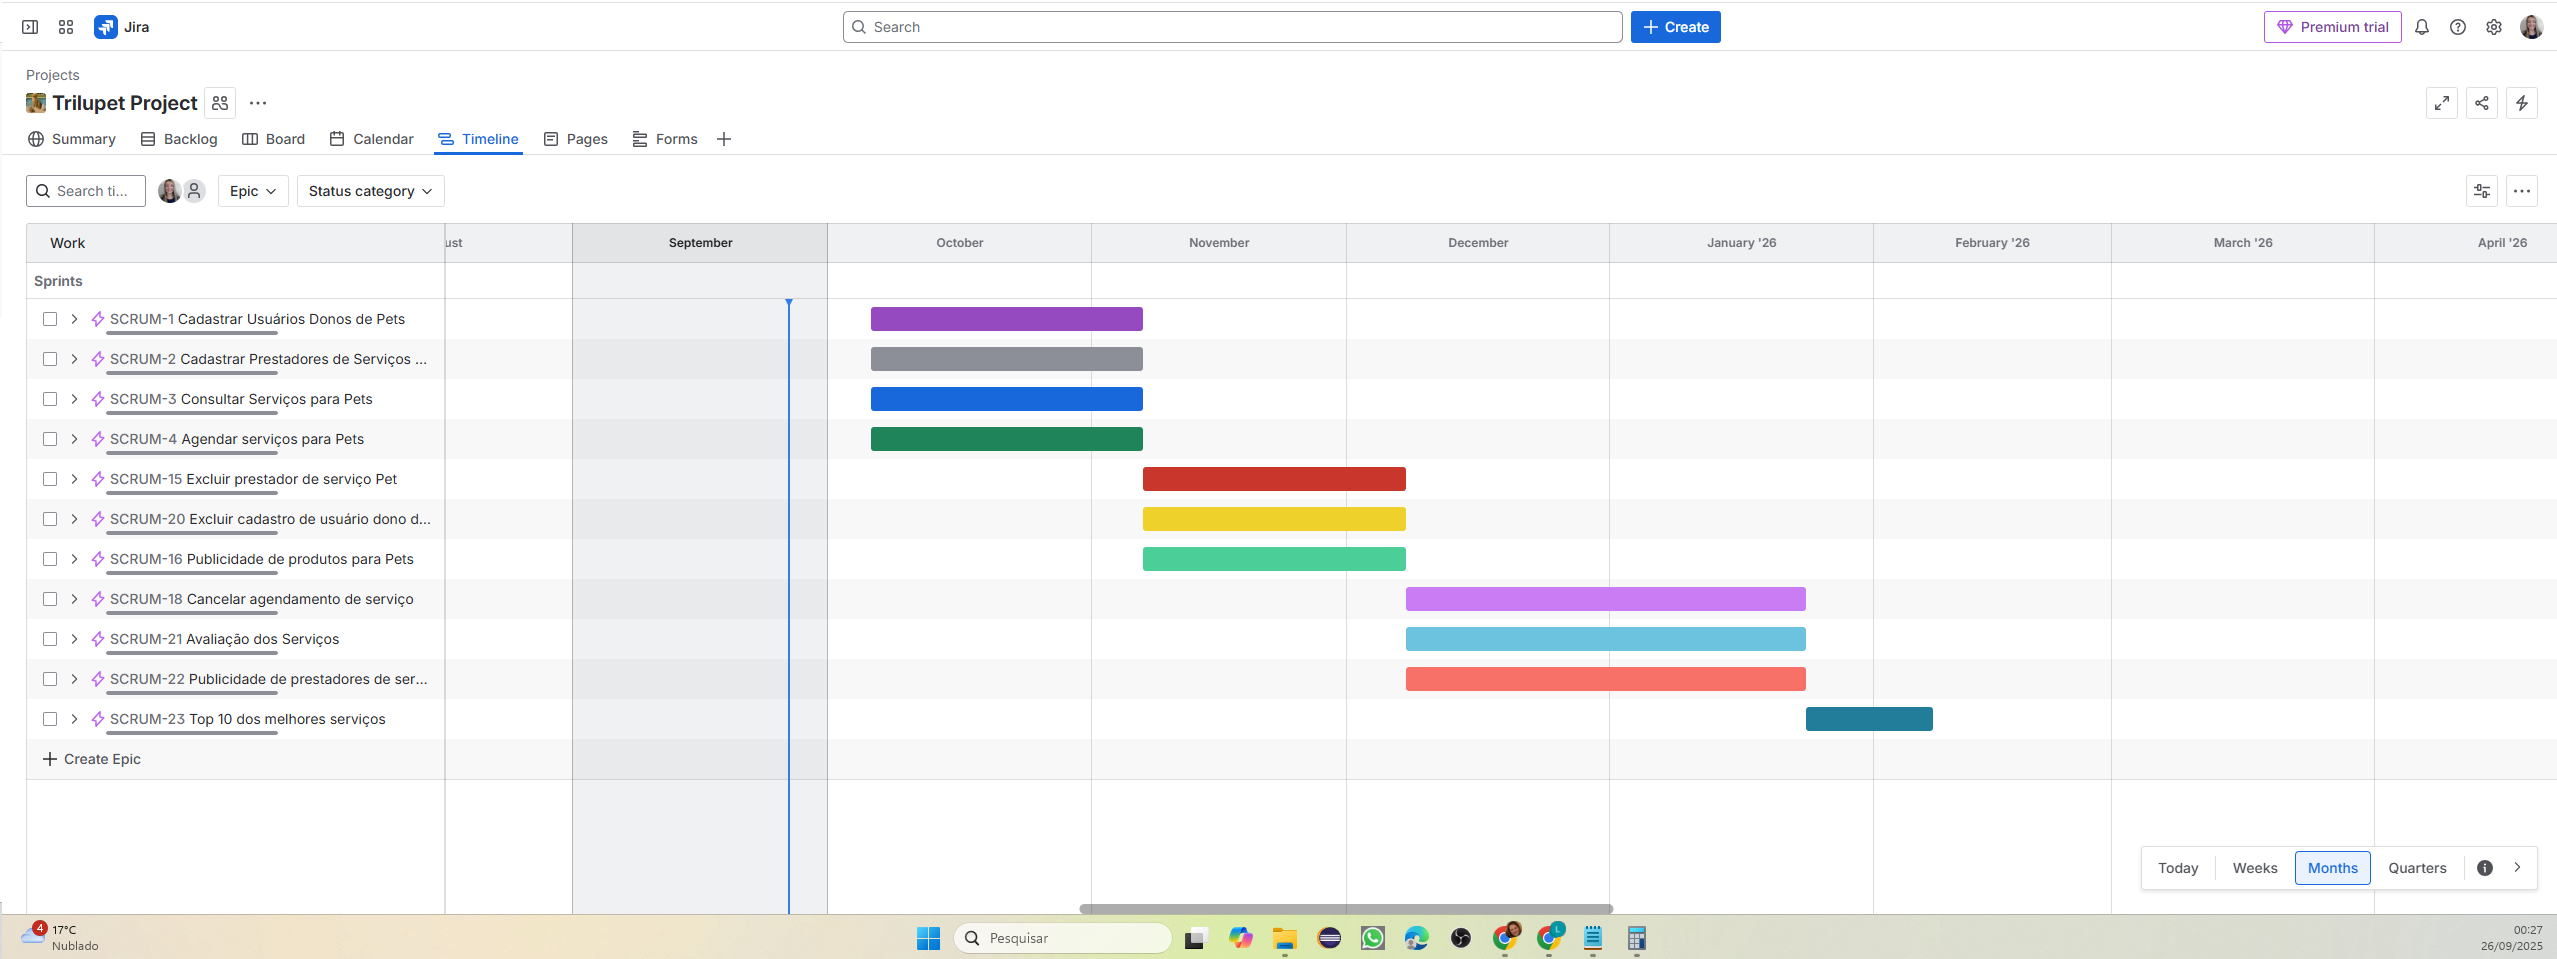 Jira
Search
Create
Premium trial
Projects
Trilupet Project
Summary
Backlog
Board
Calendar
Timeline
Pages
Forms
Search ti...
Epic
Status category
Work
ust
September
October
November
December
January '26
February '26
March '26
April '26
Sprints
SCRUM-1 Cadastrar Usuários Donos de Pets
SCRUM-2 Cadastrar Prestadores de Serviços ...
SCRUM-3 Consultar Serviços para Pets
SCRUM-4 Agendar serviços para Pets
SCRUM-15 Excluir prestador de serviço Pet
SCRUM-20 Excluir cadastro de usuário dono d...
SCRUM-16 Publicidade de produtos para Pets
SCRUM-18 Cancelar agendamento de serviço
SCRUM-21 Avaliação dos Serviços
SCRUM-22 Publicidade de prestadores de ser...
SCRUM-23 Top 10 dos melhores serviços
Create Epic
Today
Weeks
Months
Quarters
4
17°C
Nublado
Pesquisar
L
00:27
26/09/2025